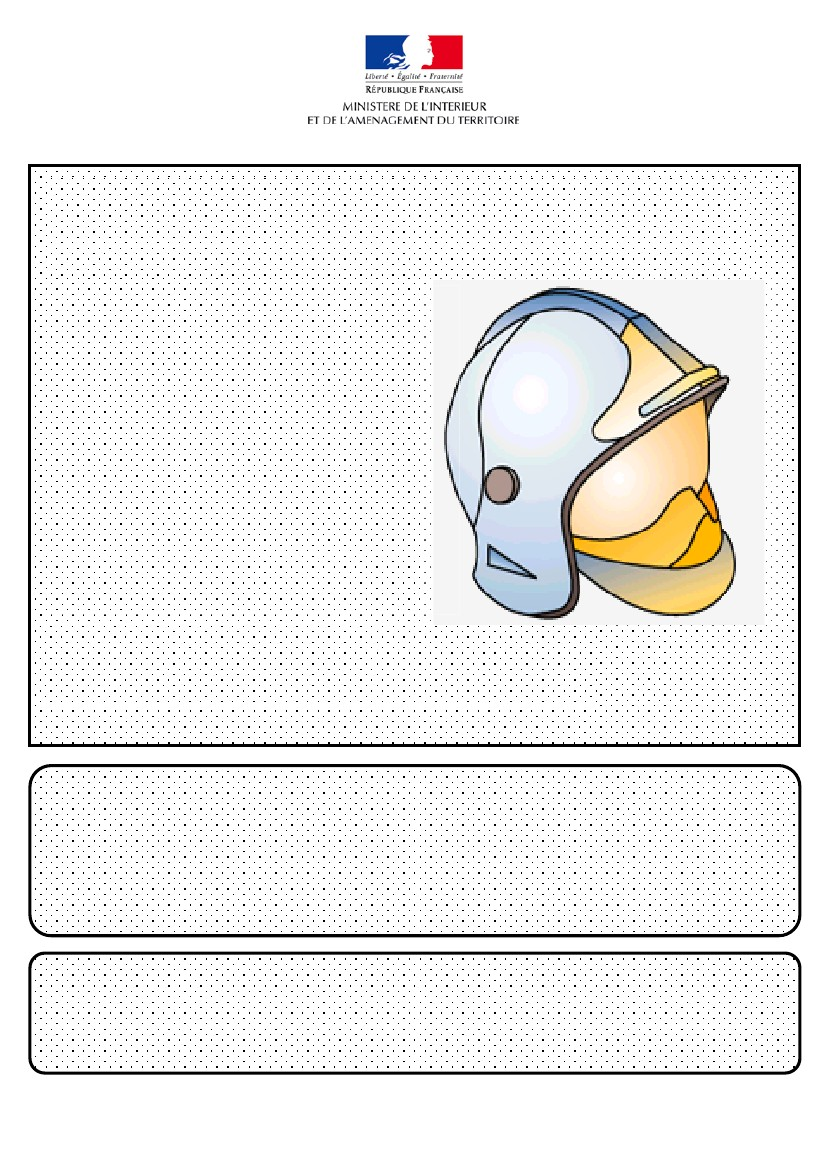 Liberté • Égalité • Fraternité
RÉPUBLIQUE FRANÇAISE
MINISTERE DE L'INTERIEUR
ET DE L'AMENAGEMENT DU TERRITOIRE